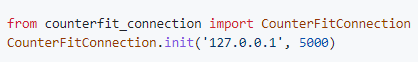 from counterfit_connection import CounterFitConnection
CounterFitConnection.init('127.0.0.1', 5000)